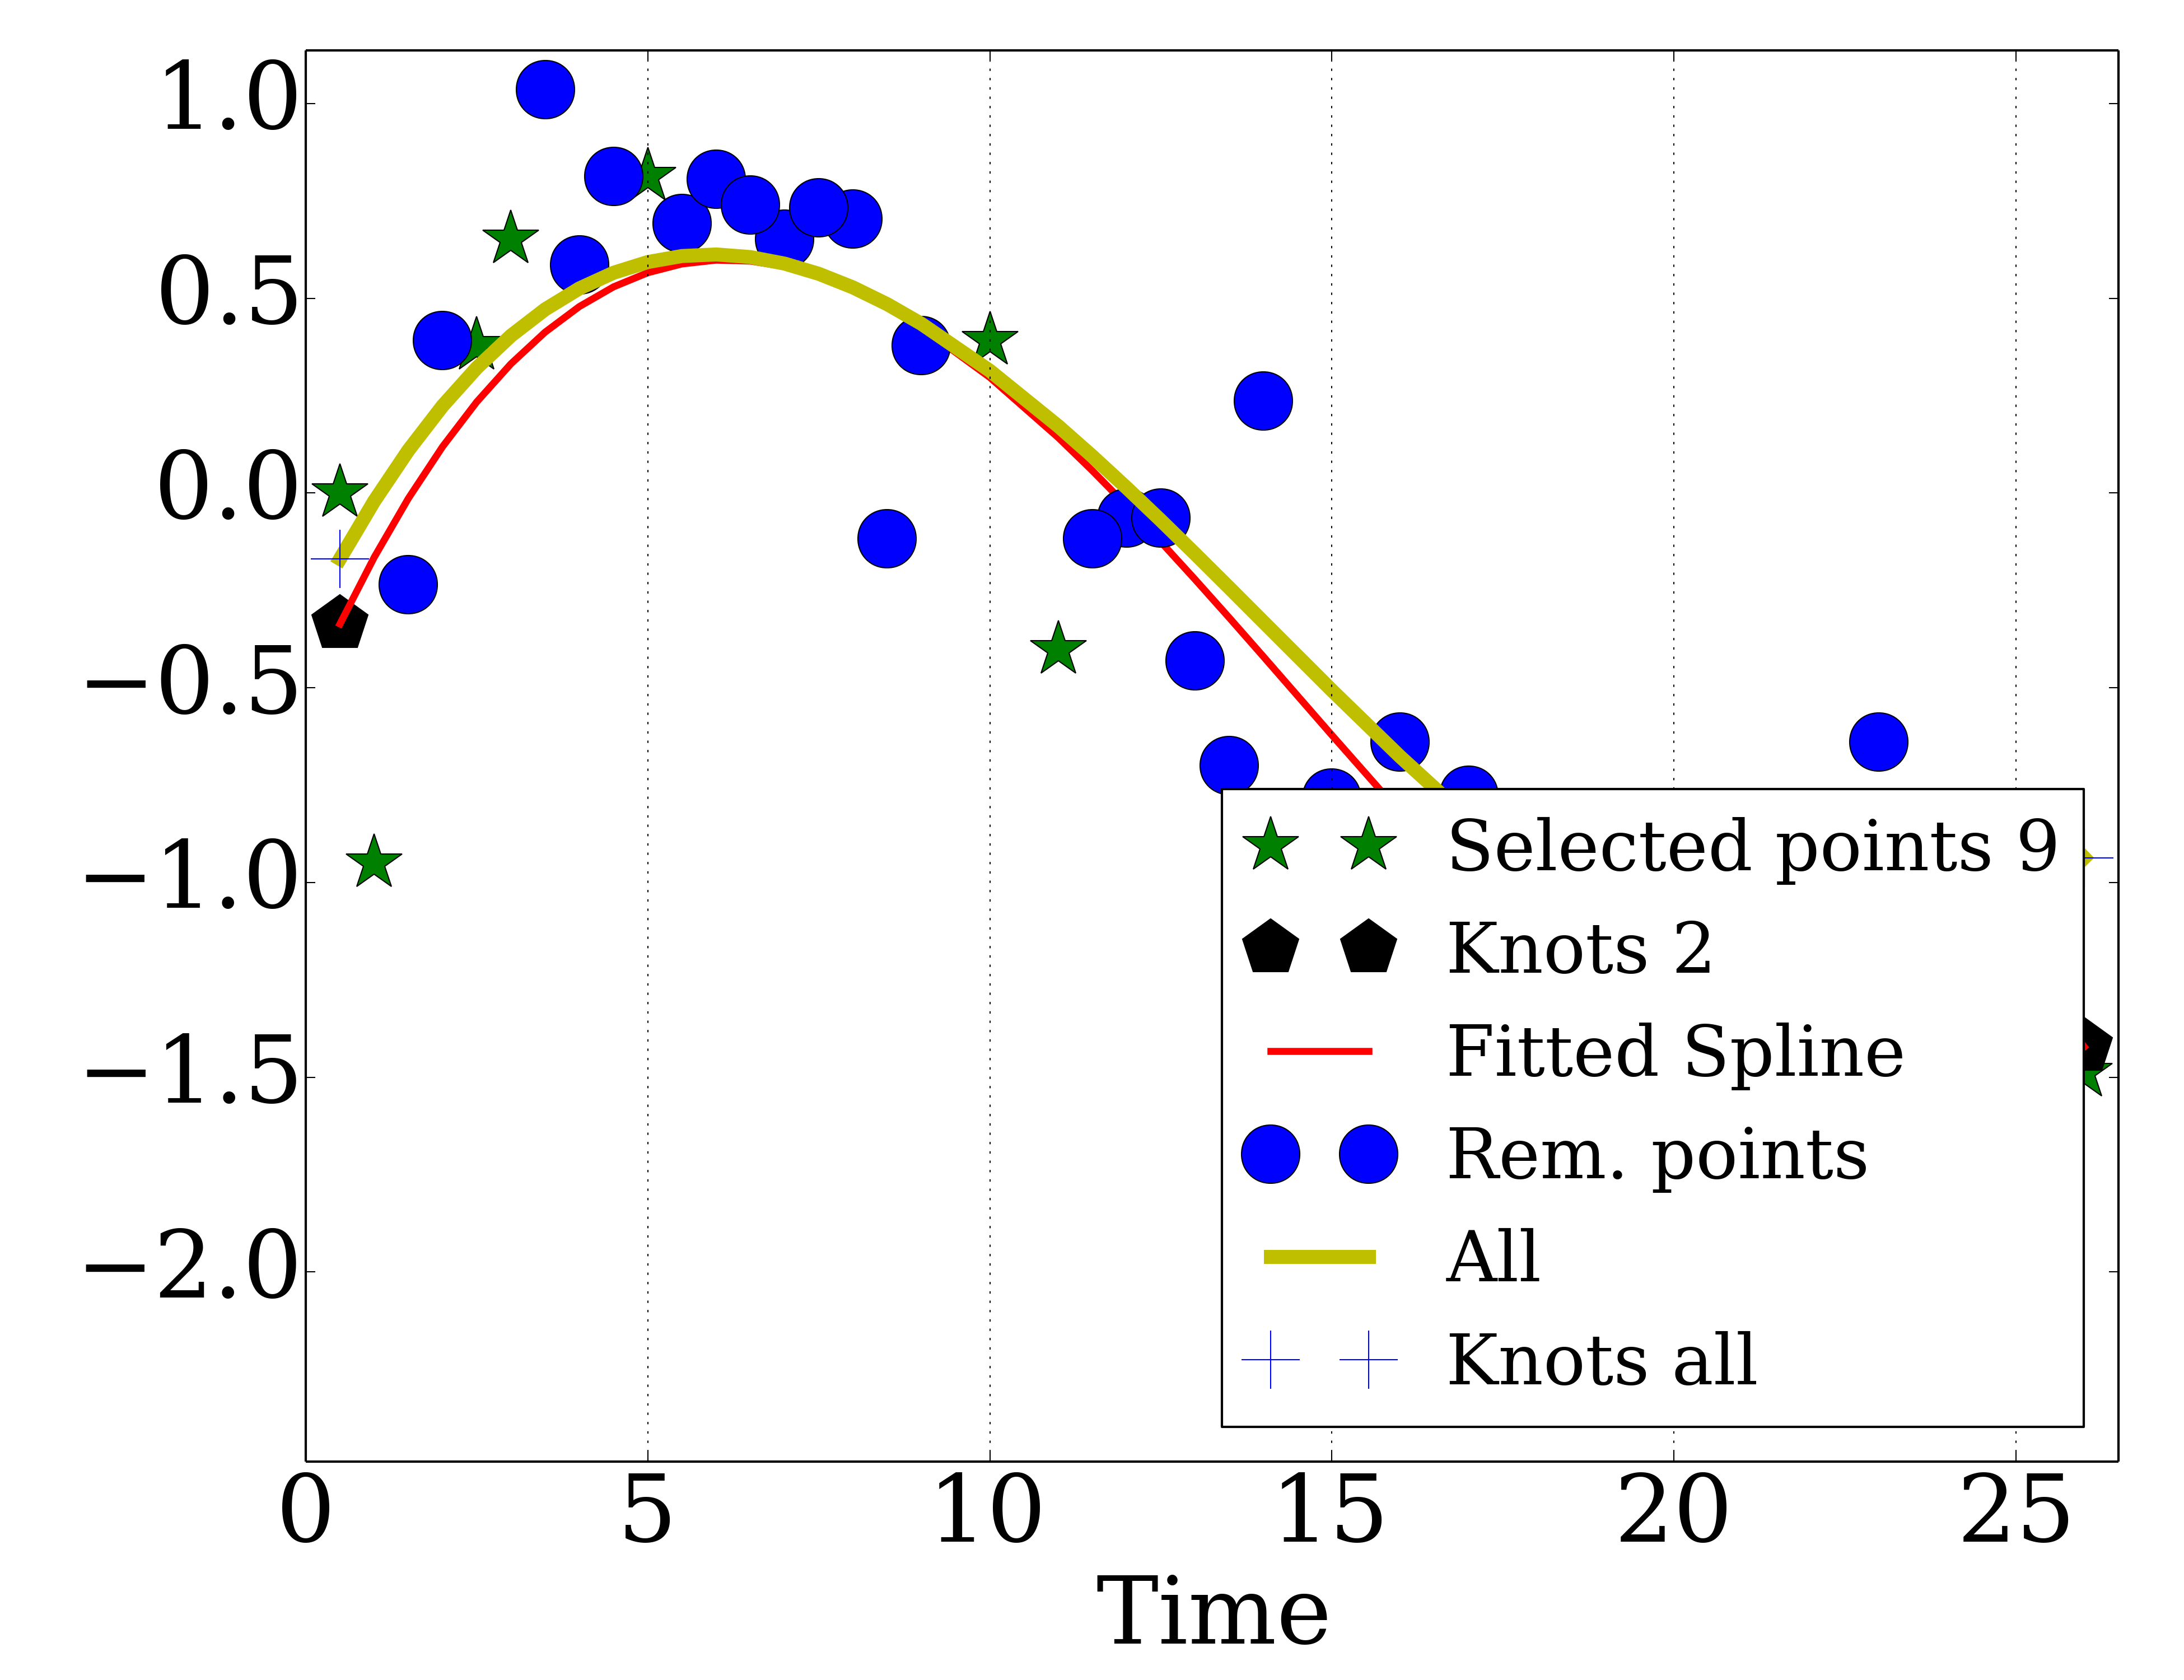 1.0
0.5
0.0
−0.5
−1.0
−1.5
−2.0
Selected points 9
Knots 2
Fitted Spline
Rem. points
All
Knots all
0 5 10 15 20 25
Time